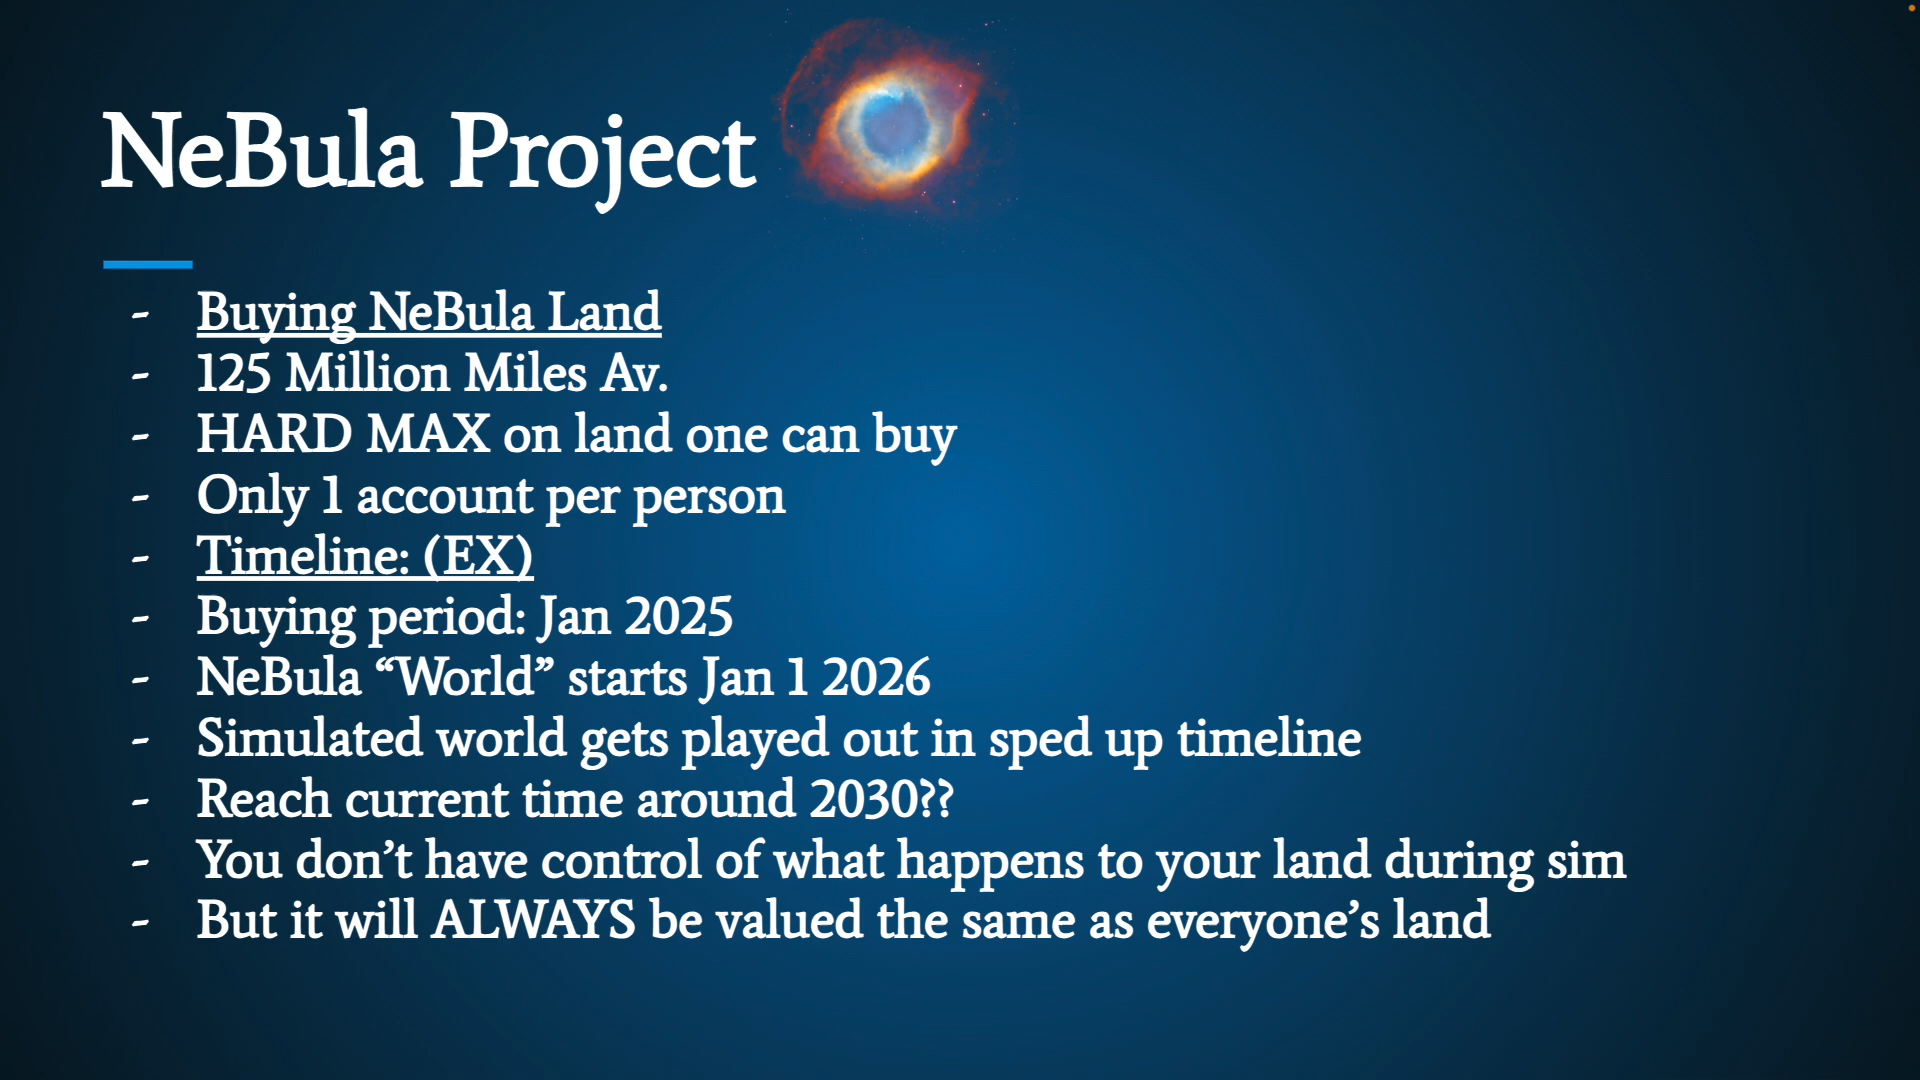 NeBula Project
- Buying NeBula Land
- 125 Million Miles Av.
- HARD MAX on land one can buy
- Only 1 account per person
- Timeline: (EX)
- Buying period: Jan 2025
- NeBula “World” starts Jan 1 2026
- Simulated world gets played out in sped up timeline
- Reach current time around 2030??
- You don’t have control of what happens to your land during sim
- But it will ALWAYS be valued the same as everyone’s land